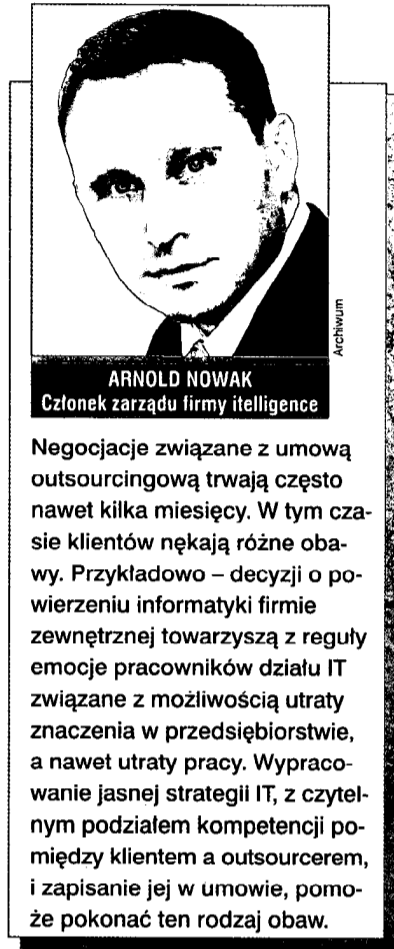 Archiwum
ARNOLD NOWAK
Członek zarządu firmy itelligence
Negocjacje związane z umową
outsourcingową trwają często
nawet kilka miesięcy. W tym cza-
sie klientów nękają różne oba-
wy. Przykładowo – decyzji o po-
wierzeniu informatyki firmie
zewnętrznej towarzyszą z reguły
emocje pracowników działu IT
związane z możliwością utraty
znaczenia w przedsiębiorstwie,
a nawet utraty pracy. Wypraco-
wanie jasnej strategii IT, z czytel-
nym podziałem kompetencji po-
między klientem a outsourcerem,
i zapisanie jej w umowie, pomo-
że pokonać ten rodzaj obaw.